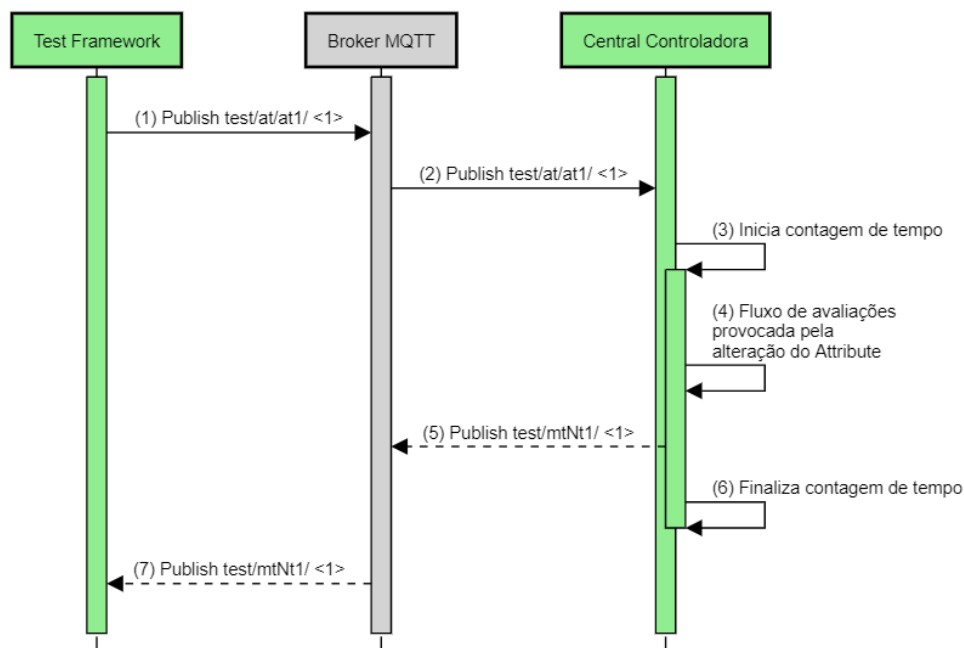 Test Framework
Broker MQTT
Central Controladora
(1) Publish test/at/at1/ <1>
(2) Publish test/at/at1/ <1>
(3) Inicia contagem de tempo
(4) Fluxo de avaliações
provocada pela
alteração do Attribute
(5) Publish test/mtNt1/ <1>
(6) Finaliza contagem de tempo
(7) Publish test/mtNt1/ <1>